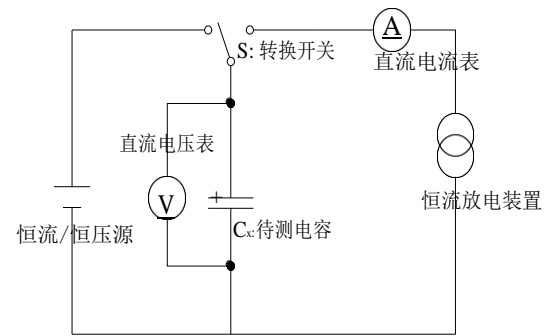 A
S: 转换开关
直流电流表
直流电压表
V
+
恒流放电装置
Cx:待测电容
恒流/恒压源